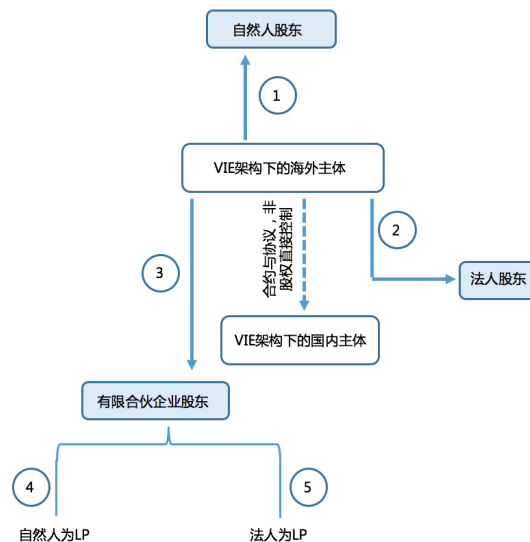 自然人股东
1
VIE架构下的海外主体
合约与协议，非
股权直接控制
2
3
法人股东
VIE架构下的国内主体
有限合伙企业股东
4
5
自然人为LP
法人为LP